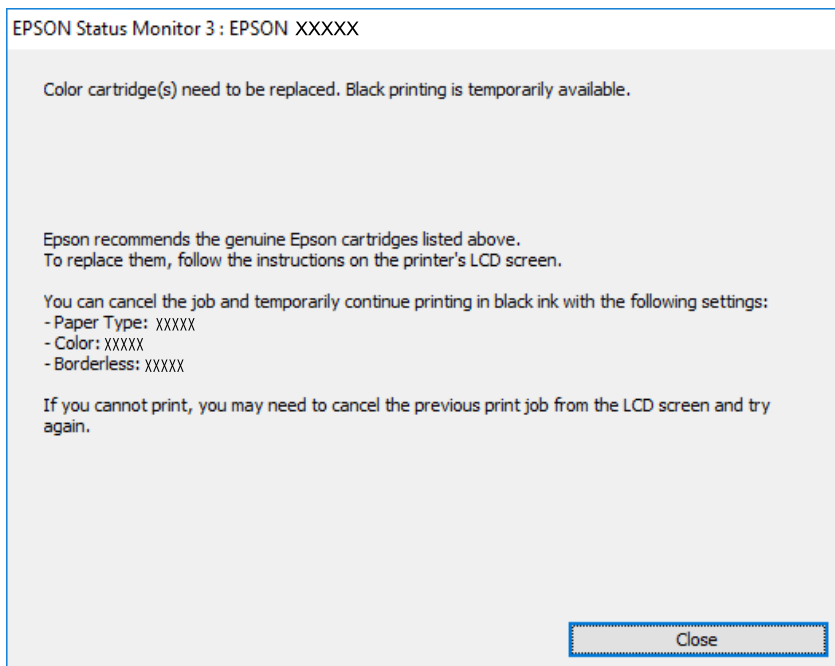 EPSON Status Monitor 3 : EPSON XXXXX
Color cartridge(s) need to be replaced. Black printing is temporarily available.
Epson recommends the genuine Epson cartridges listed above.
To replace them, follow the instructions on the printer's LCD screen.
You can cancel the job and temporarily continue printing in black ink with the following settings:
- Paper Type: XXXXX
- Color: XXXXX
- Borderless: XXXXX
If you cannot print, you may need to cancel the previous print job from the LCD screen and try
again.
Close